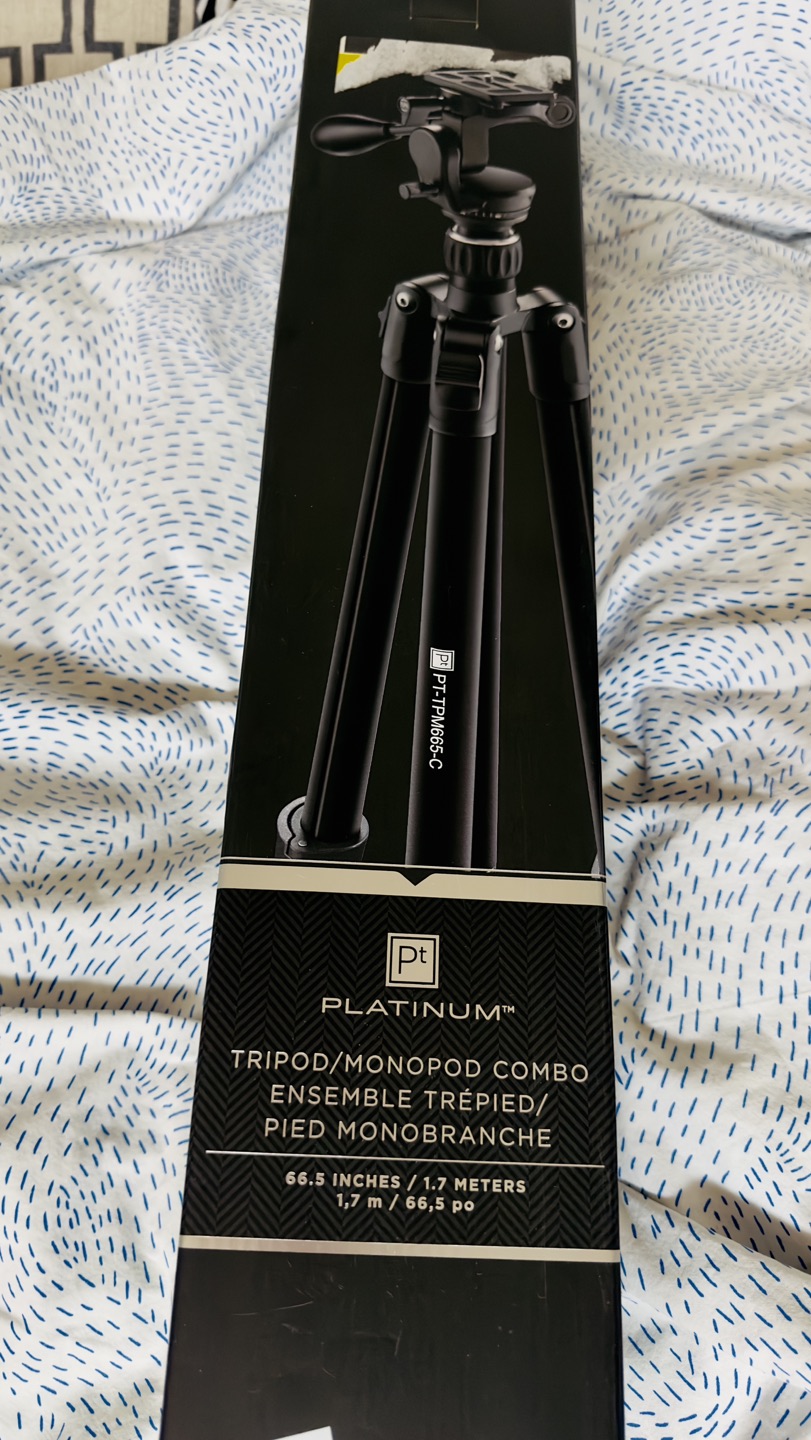 Pt PT-TPM665-C
Pt
PLATINUM™
TRIPOD/MONOPOD COMBO
ENSEMBLE TRÉPIED/
PIED MONOBRANCHE
66.5 INCHES / 1.7 METERS
1,7 m / 66,5 po